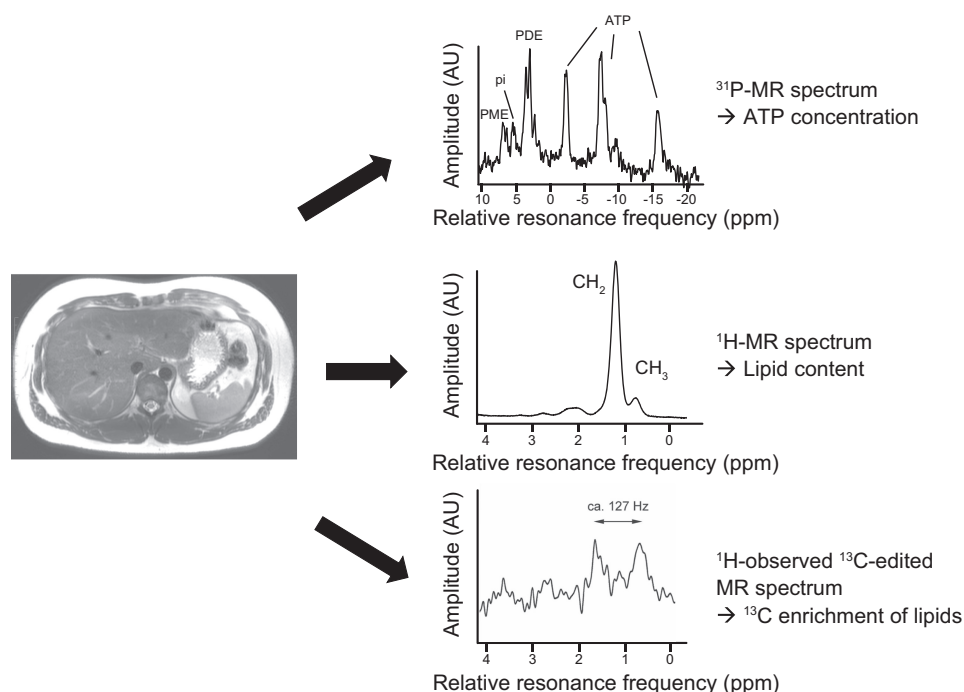 ATP
PDE
pi
PME
Amplitude (AU)
10 5 0 -5 -10 -15 -20
Relative resonance frequency (ppm)
³¹P-MR spectrum
→ ATP concentration
CH₂
CH₃
Amplitude (AU)
4 3 2 1 0
Relative resonance frequency (ppm)
¹H-MR spectrum
→ Lipid content
ca. 127 Hz
Amplitude (AU)
4 3 2 1 0
Relative resonance frequency (ppm)
¹H-observed ¹³C-edited
MR spectrum
→ ¹³C enrichment of lipids